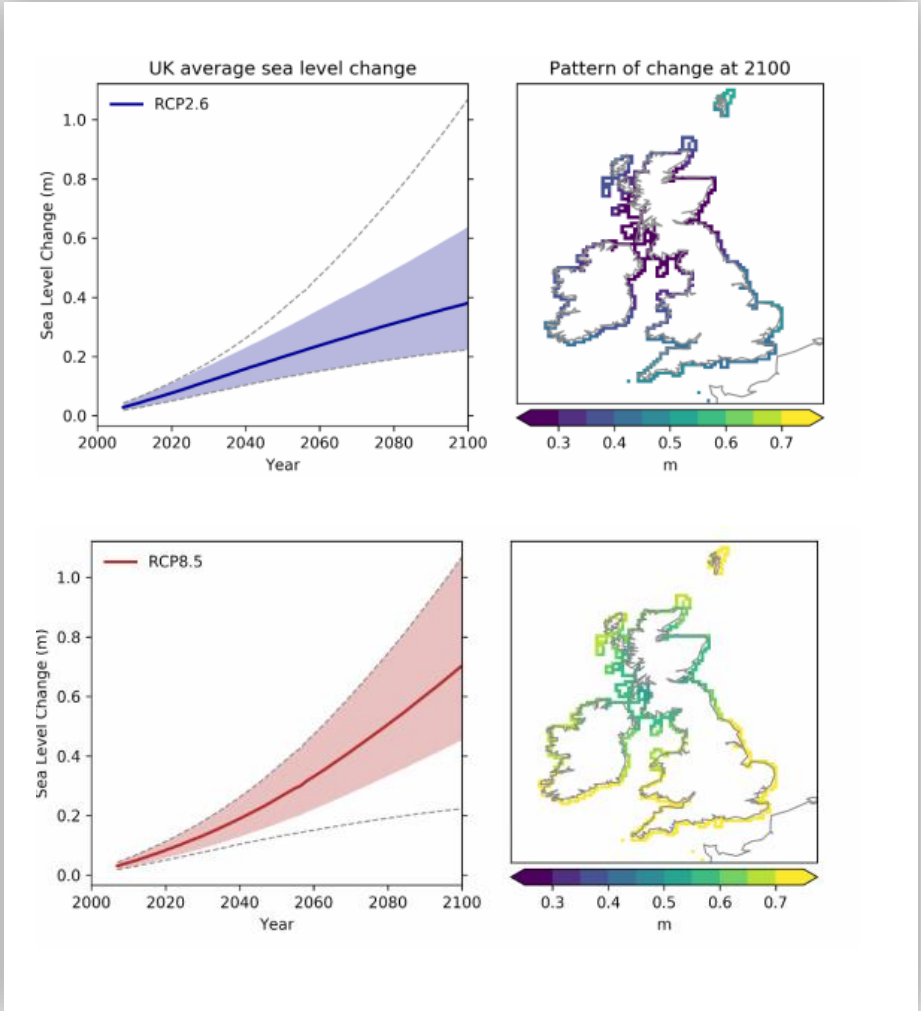 UK average sea level change
Pattern of change at 2100
RCP2.6
Sea Level Change (m)
1.0
0.8
0.6
0.4
0.2
0.0
2000 2020 2040 2060 2080 2100
Year
0.3 0.4 0.5 0.6 0.7
m
RCP8.5
Sea Level Change (m)
1.0
0.8
0.6
0.4
0.2
0.0
2000 2020 2040 2060 2080 2100
Year
0.3 0.4 0.5 0.6 0.7
m